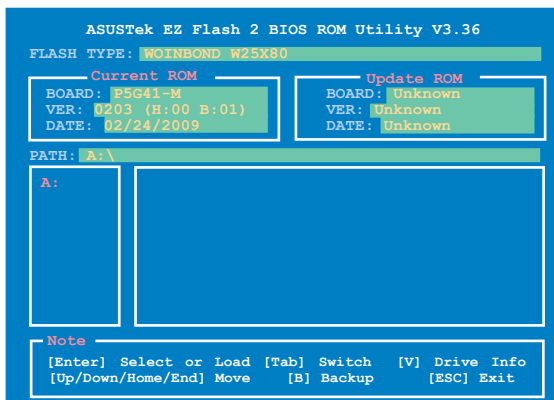 ASUSTek EZ Flash 2 BIOS ROM Utility V3.36
FLASH TYPE: WOINBOND W25X80
Current ROM
BOARD: P5G41-M
VER: 0203 (H:00 B:01)
DATE: 02/24/2009
Update ROM
BOARD: Unknown
VER: Unknown
DATE: Unknown
PATH: A:\
A:
Note
[Enter] Select or Load [Tab] Switch [V] Drive Info
[Up/Down/Home/End] Move [B] Backup [ESC] Exit